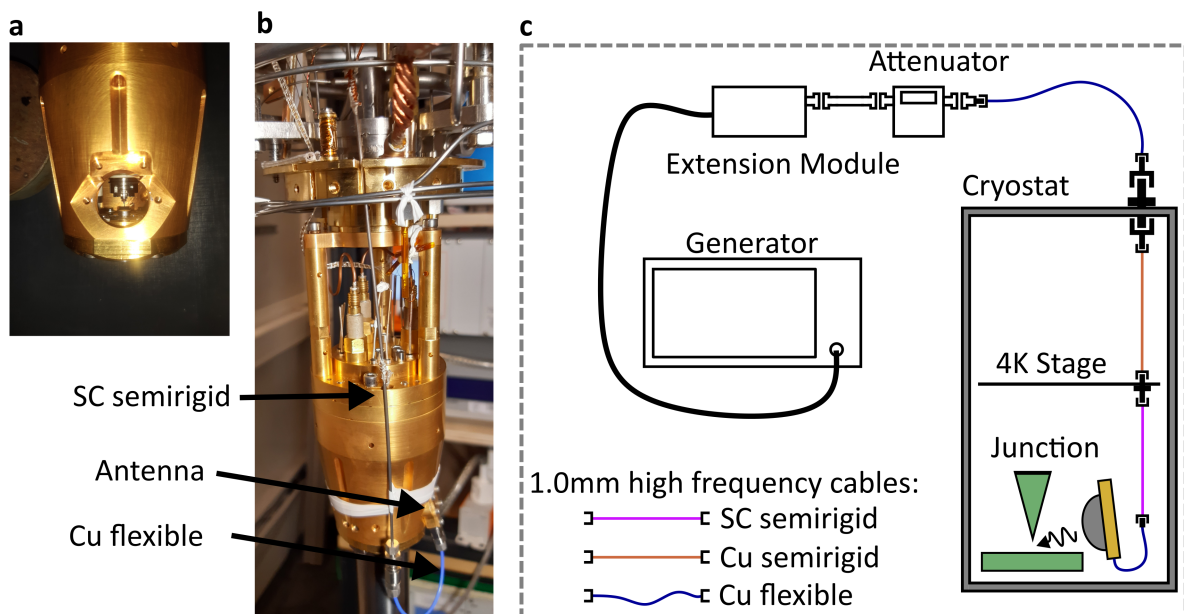 a
b
c
SC semirigid
Antenna
Cu flexible
Attenuator
Extension Module
Generator
Cryostat
4K Stage
Junction
1.0mm high frequency cables:
SC semirigid
Cu semirigid
Cu flexible